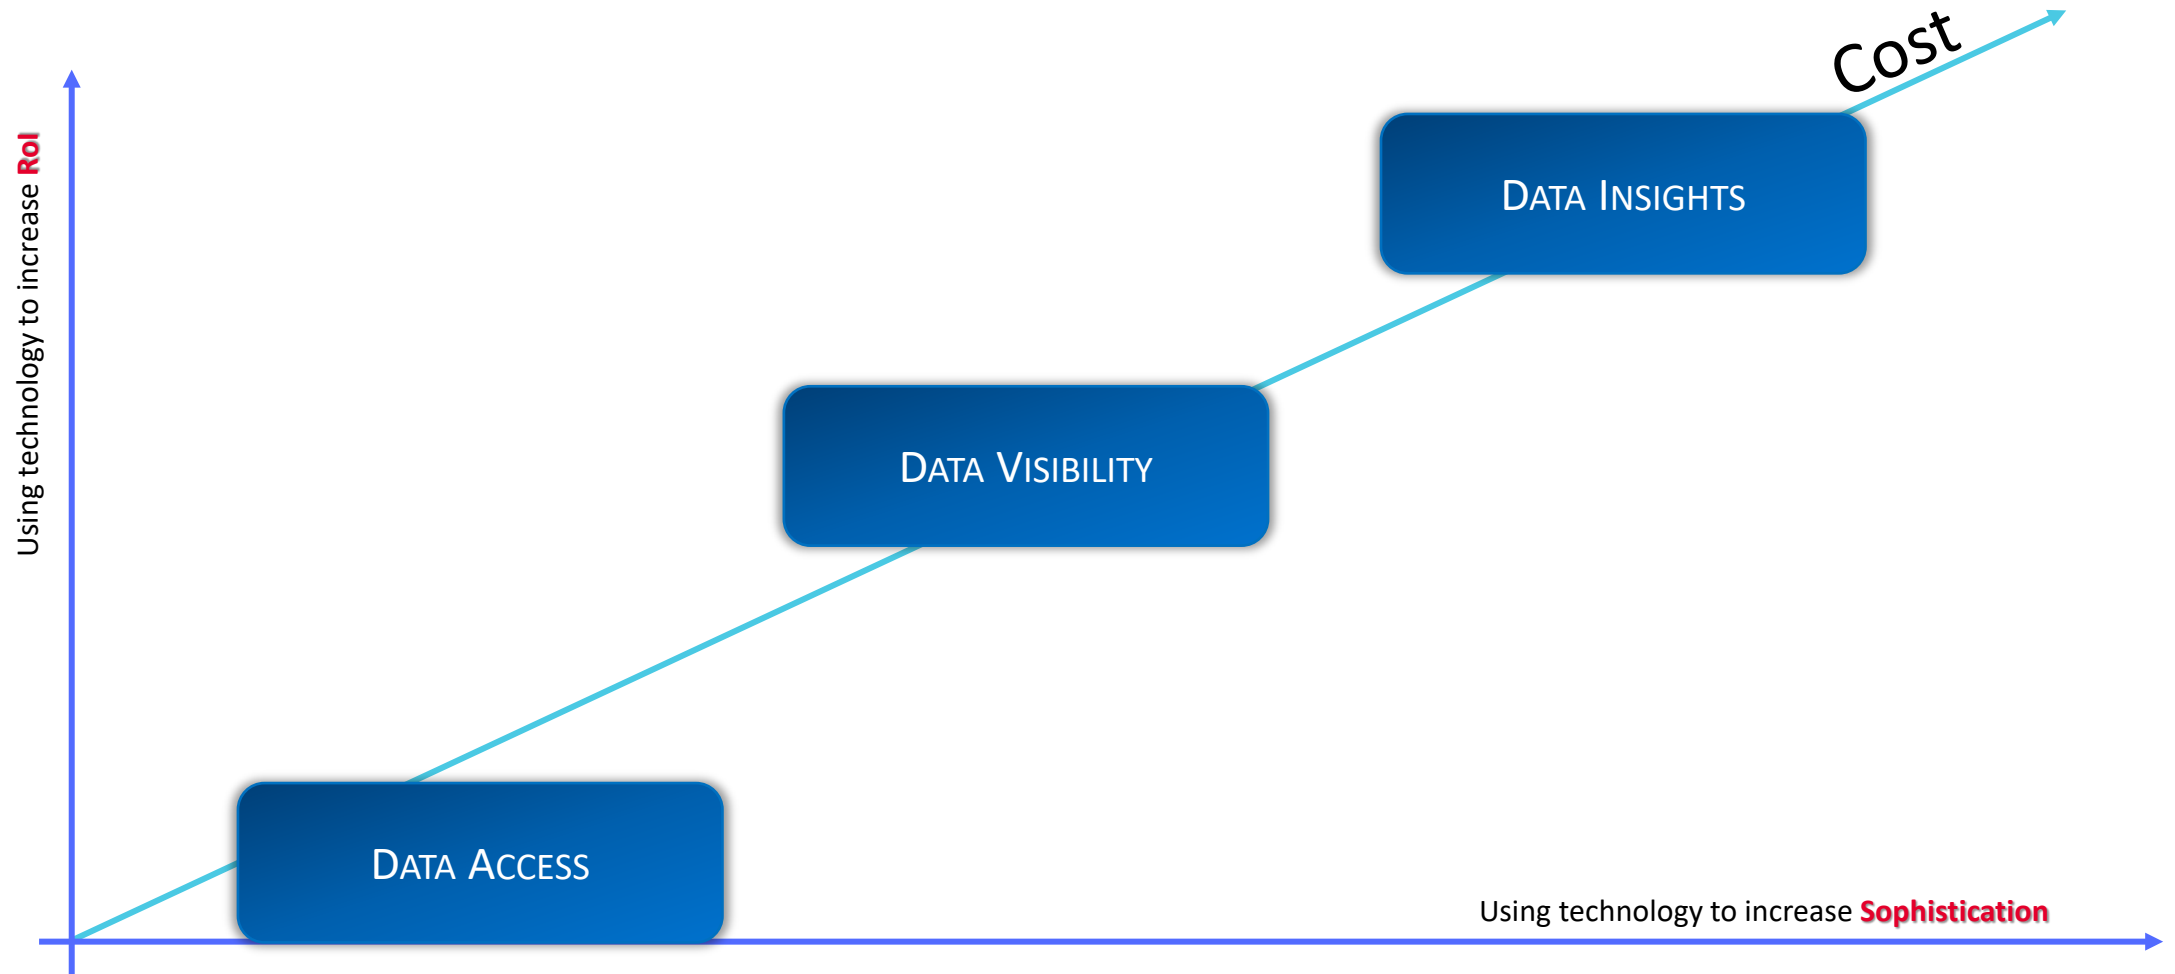 Cost
Using technology to increase RoI
Data Insights
Data Visibility
Data Access
Using technology to increase Sophistication